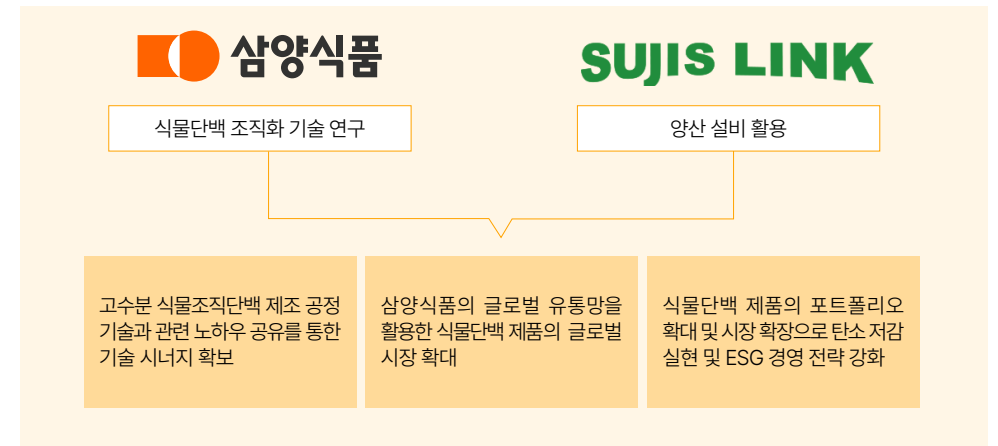 삼양식품
SUJIS LINK
식물단백 조직화 기술 연구
양산 설비 활용
고수분 식물조직단백 제조 공정
기술과 관련 노하우 공유를 통한
기술 시너지 확보
삼양식품의 글로벌 유통망을
활용한 식물단백 제품의 글로벌
시장 확대
식물단백 제품의 포트폴리오
확대 및 시장 확장으로 탄소 저감
실현 및 ESG 경영 전략 강화